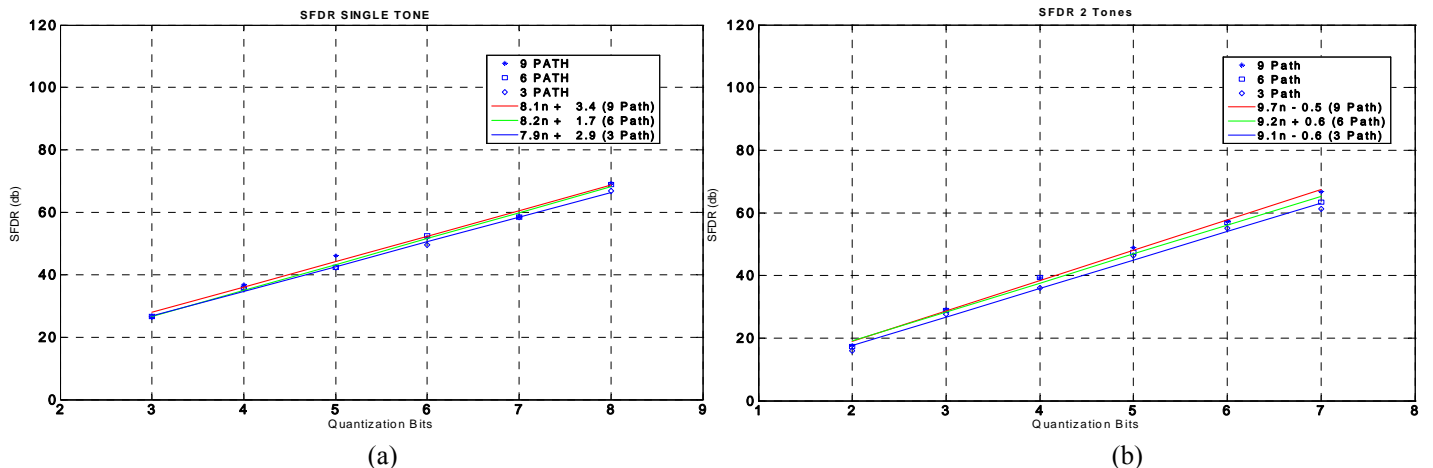 SFDR SINGLE TONE
120
100
80
60
40
20
0
SFDR (db)
9 PATH
6 PATH
3 PATH
8.1n + 3.4 (9 Path)
8.2n + 1.7 (6 Path)
7.9n + 2.9 (3 Path)
2 3 4 5 6 7 8 9
Quantization Bits
(a)
SFDR 2 Tones
120
100
80
60
40
20
0
SFDR (db)
9 Path
6 Path
3 Path
9.7n - 0.5 (9 Path)
9.2n + 0.6 (6 Path)
9.1n - 0.6 (3 Path)
1 2 3 4 5 6 7 8
Quantization Bits
(b)